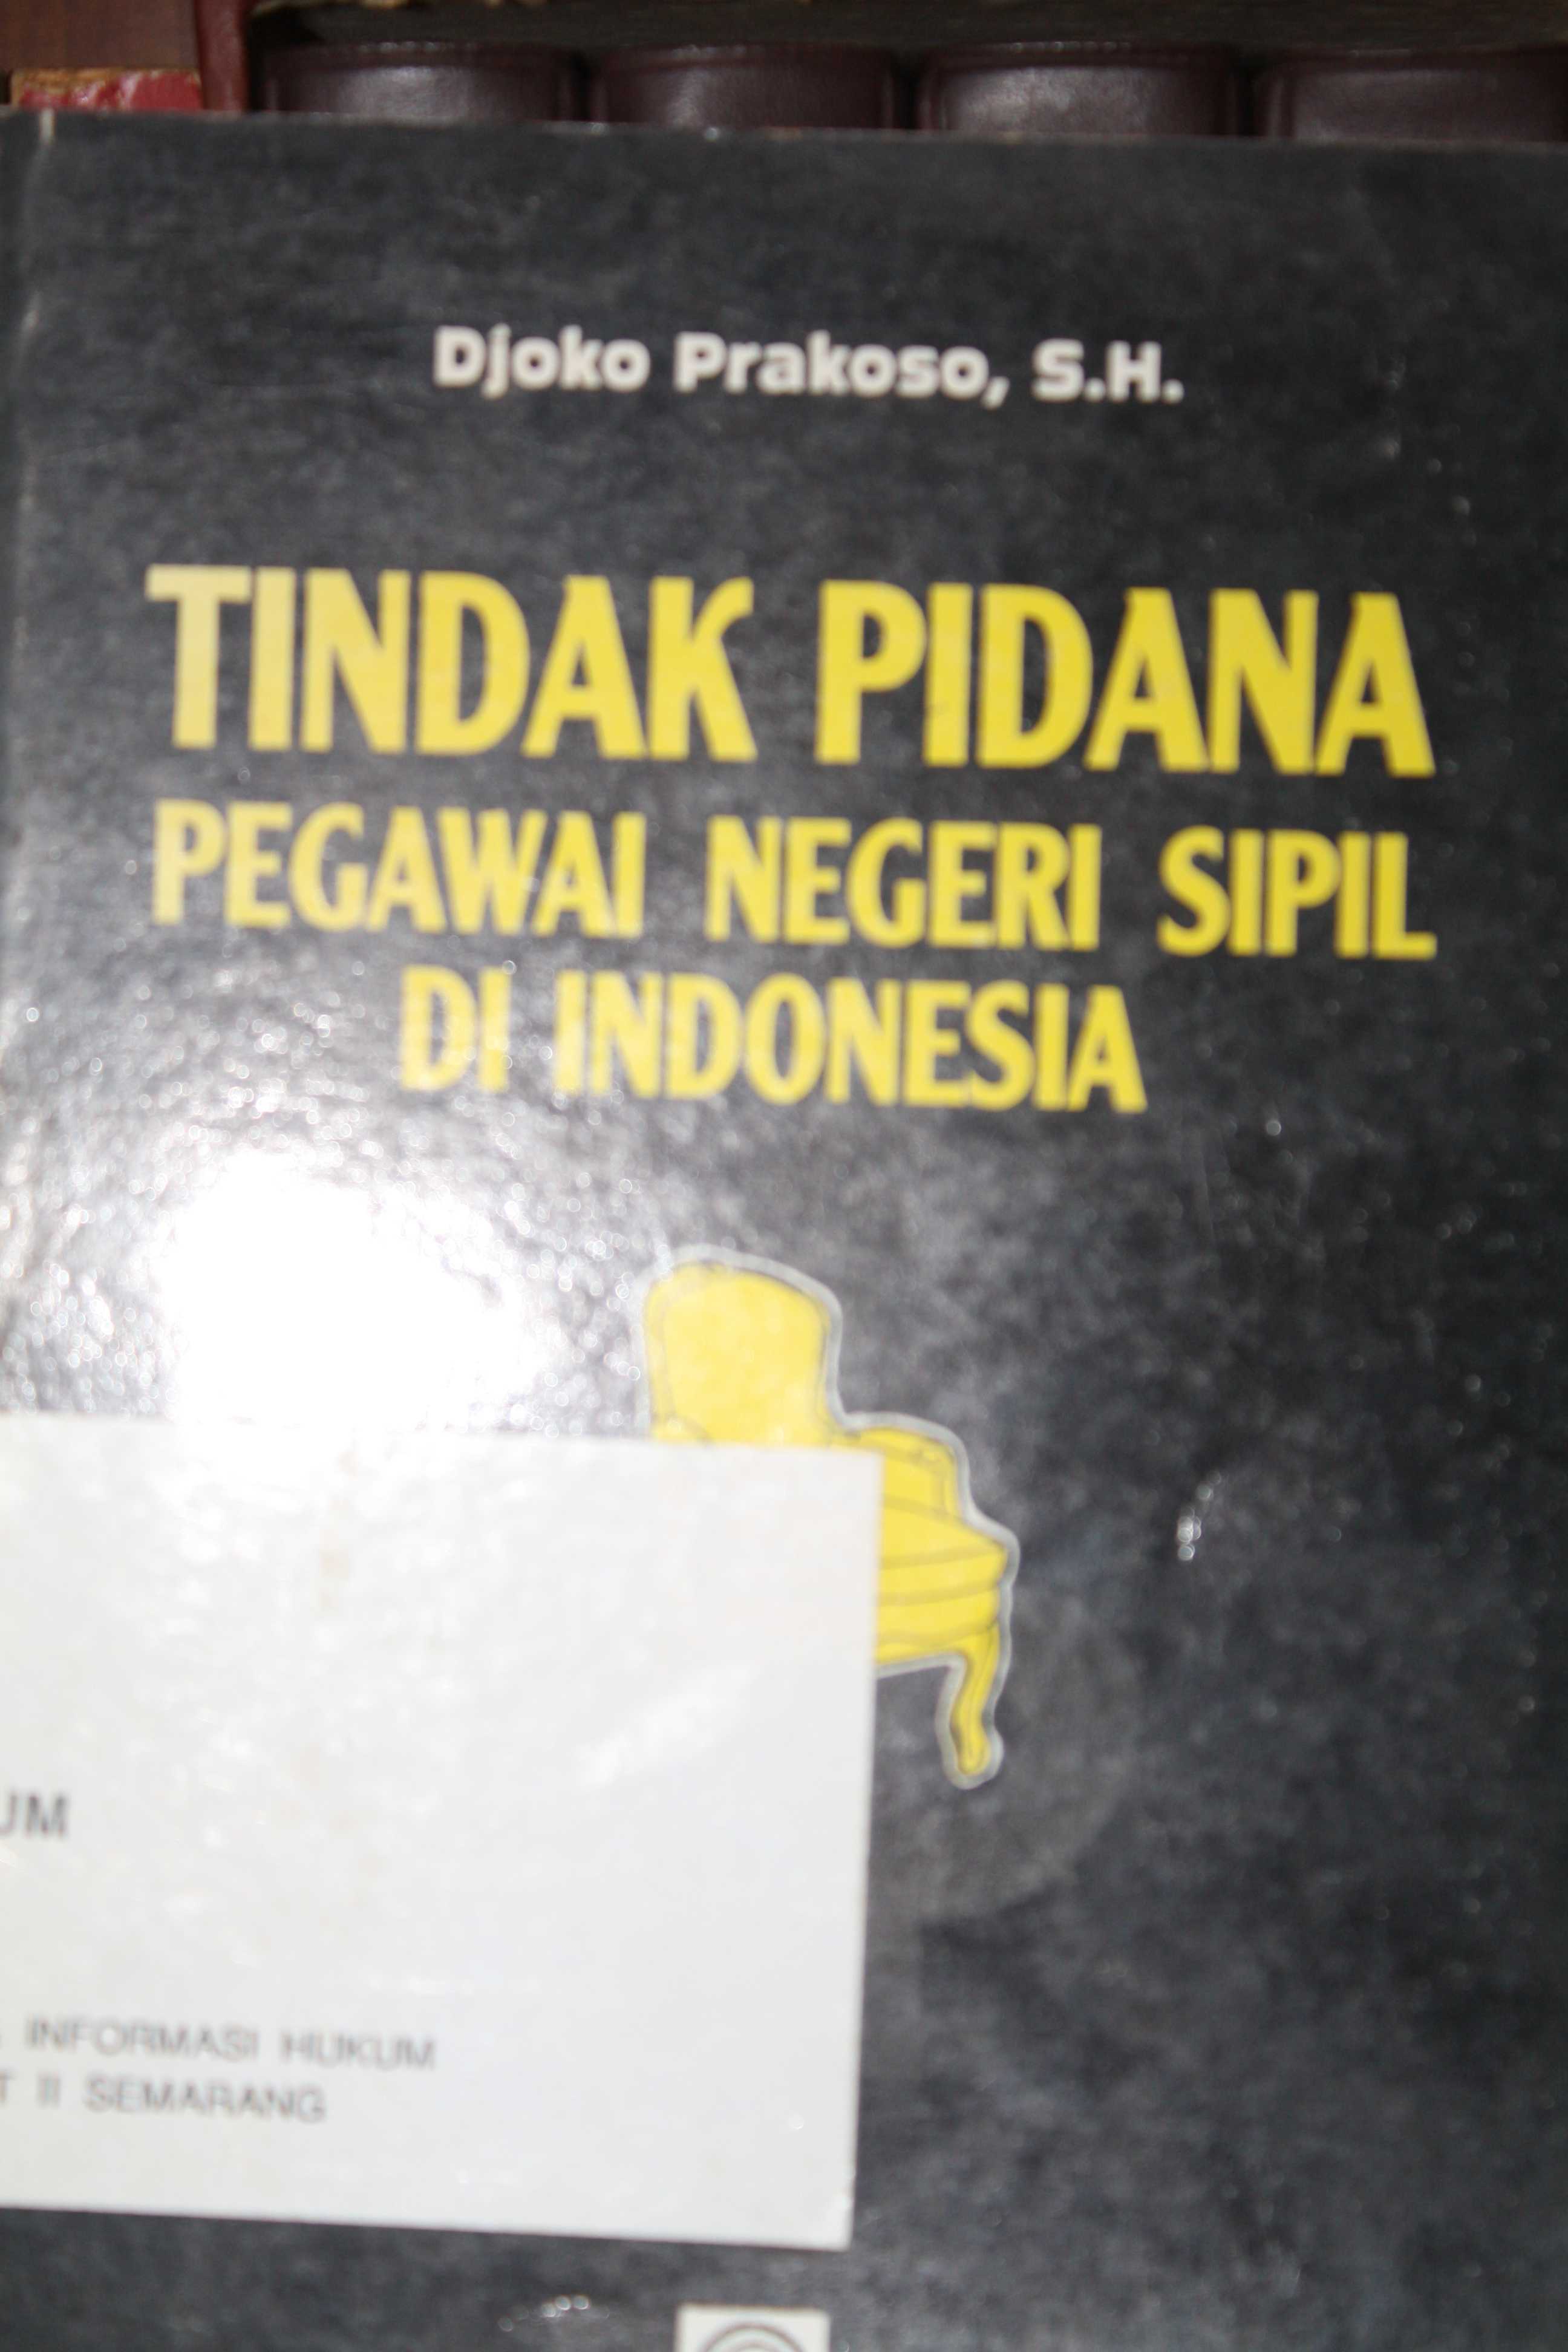 Djoko Prakoso, S.H.
TINDAK PIDANA
PEGAWAI NEGERI SIPIL
DI INDONESIA
UM
INFORMASI HUKUM
T II SEMARANG